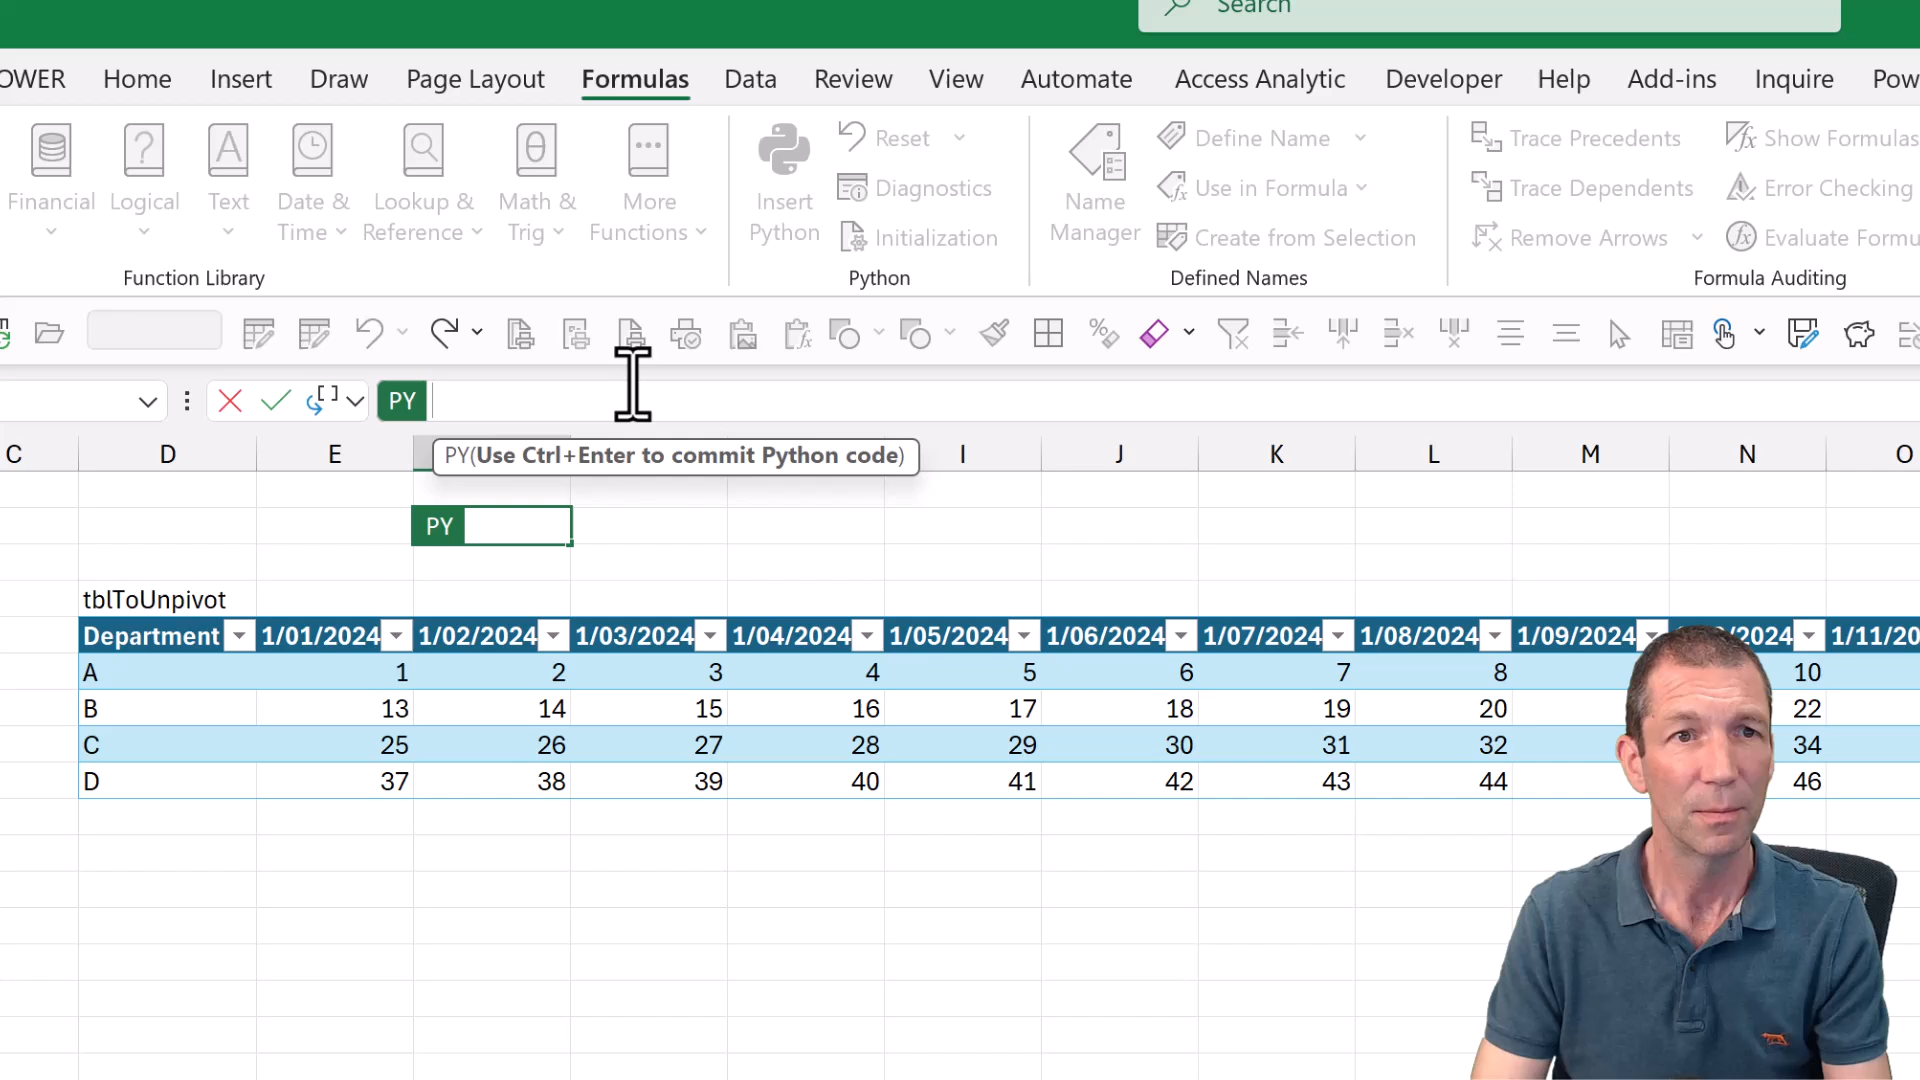 Search
OWER Home Insert Draw Page Layout Formulas Data Review View Automate Access Analytic Developer Help Add-ins Inquire Pow
Financial Logical Text Date & Time Lookup & Reference Math & Trig More Functions
Function Library
Insert Python
Reset
Diagnostics
Initialization
Python
Name Manager
Define Name
Use in Formula
Create from Selection
Defined Names
Trace Precedents Show Formulas
Trace Dependents Error Checking
Remove Arrows Evaluate Formu
Formula Auditing
PY
PY(Use Ctrl+Enter to commit Python code)
C D E I J K L M N O
PY
tblToUnpivot
Department 1/01/2024 1/02/2024 1/03/2024 1/04/2024 1/05/2024 1/06/2024 1/07/2024 1/08/2024 1/09/2024 2024 1/11/20
A 1 2 3 4 5 6 7 8 10
B 13 14 15 16 17 18 19 20 22
C 25 26 27 28 29 30 31 32 34
D 37 38 39 40 41 42 43 44 46